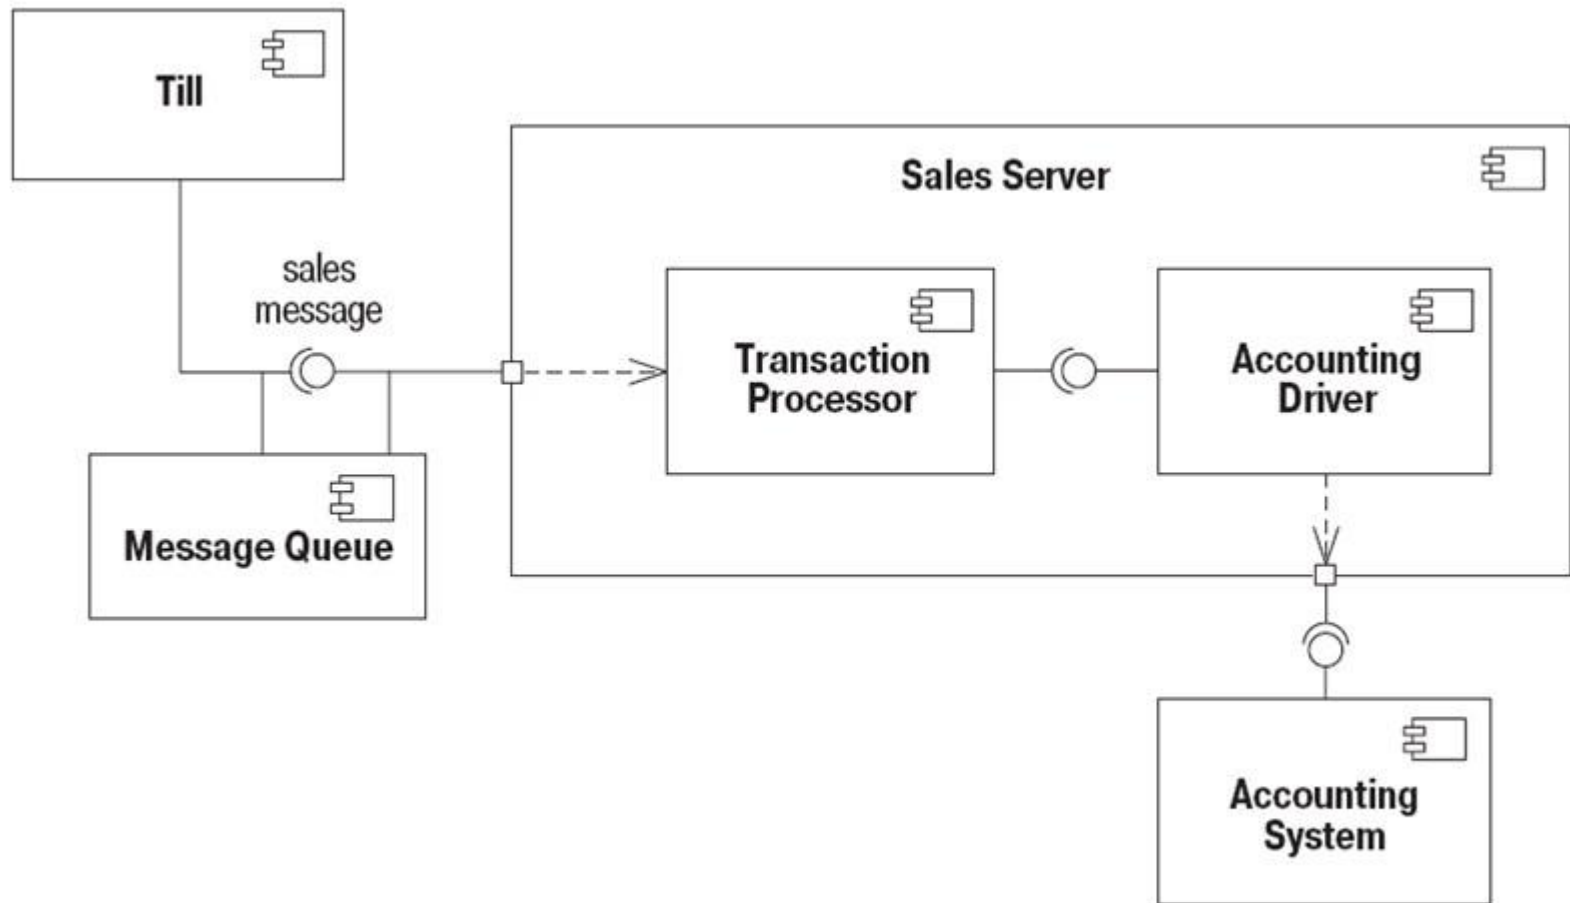 Till
Sales Server
sales
message
Transaction
Processor
Accounting
Driver
Message Queue
Accounting
System